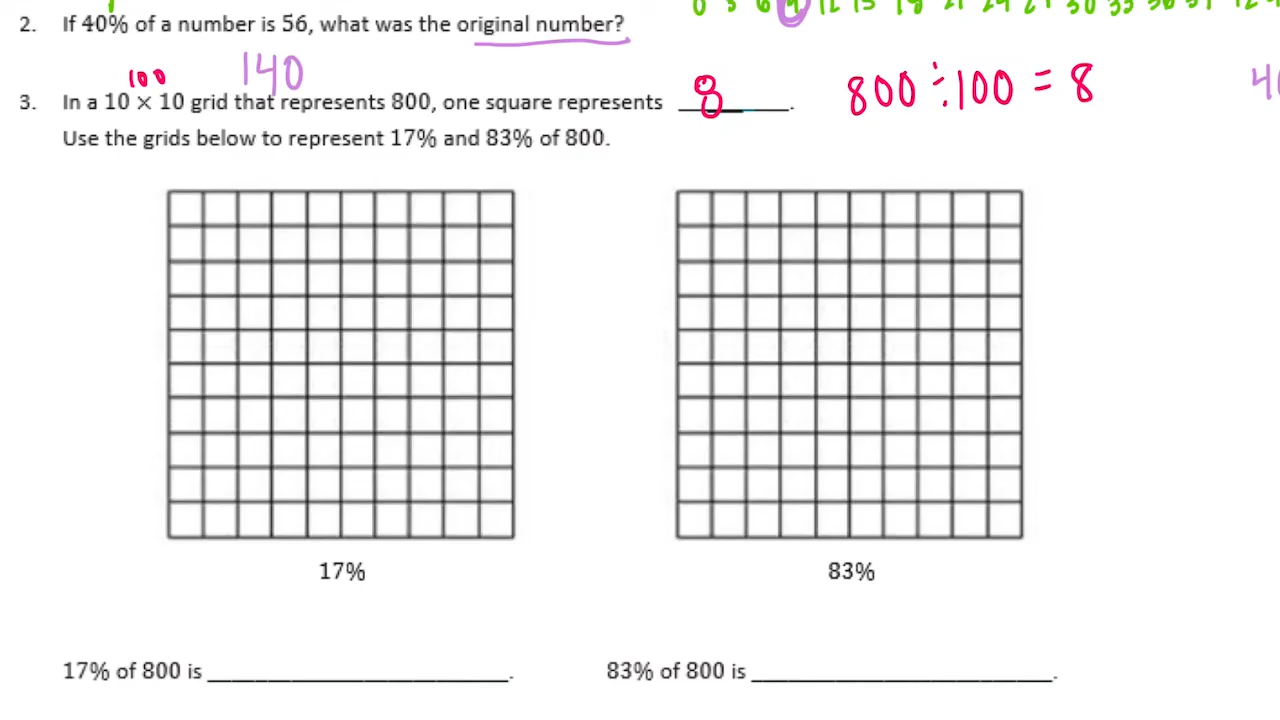 2. If 40% of a number is 56, what was the original number?
140
100
3. In a 10 × 10 grid that represents 800, one square represents 8.
800 ÷ 100 = 8
Use the grids below to represent 17% and 83% of 800.
17% 83%
17% of 800 is ____________________. 83% of 800 is ____________________.